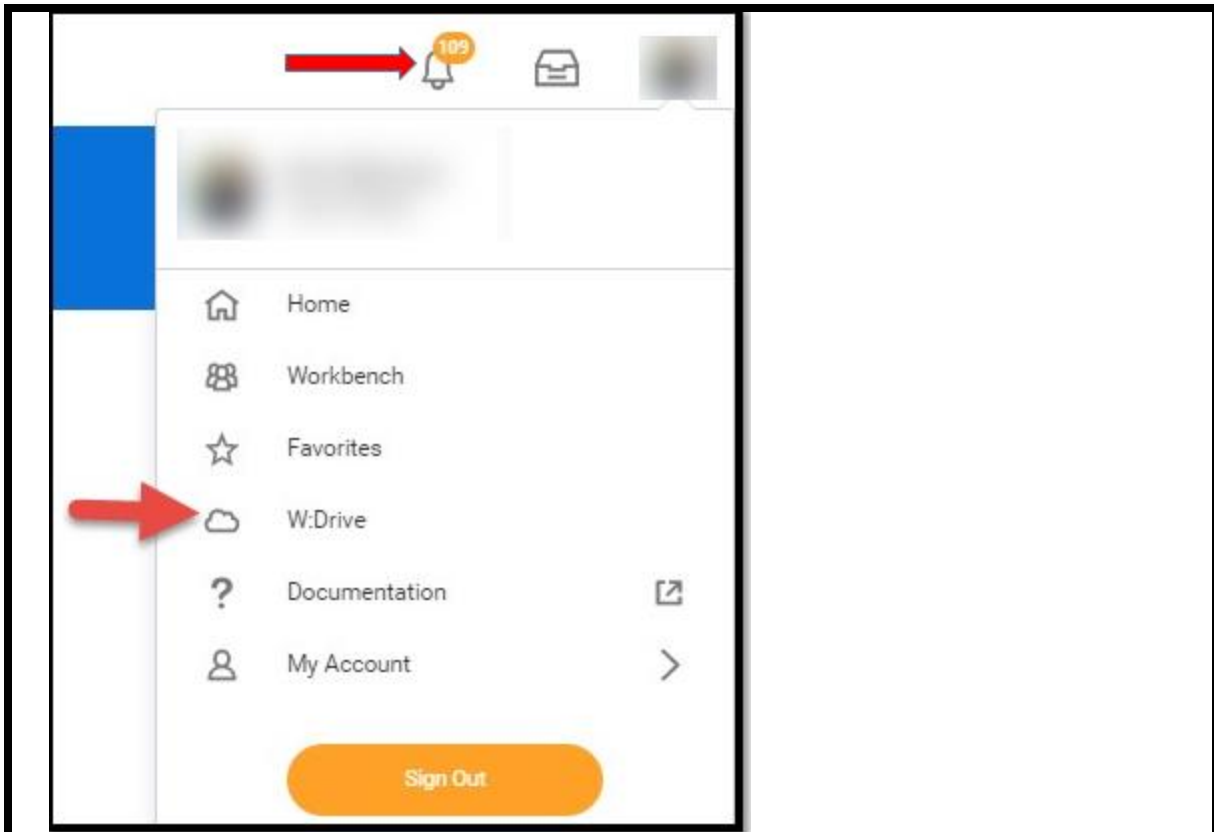 109
Home
Workbench
Favorites
W:Drive
Documentation
My Account
Sign Out